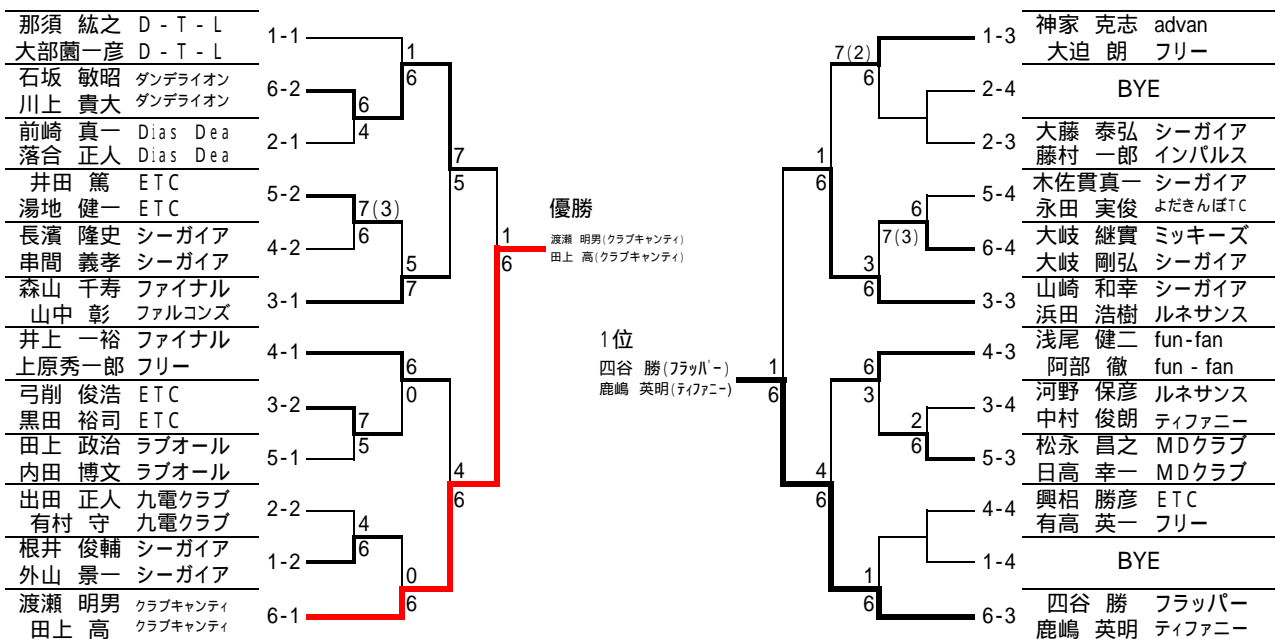 那須 紘之 D-T-L
大部薗一彦 D-T-L
1-1
石坂 敏昭 ダンデライオン
川上 貴大 ダンデライオン
6-2
前崎 真一 Dias Dea
落合 正人 Dias Dea
2-1
井田 篤 ETC
湯地 健一 ETC
5-2
長濱 隆史 シーガイア
串間 義孝 シーガイア
4-2
森山 千寿 ファイナル
山中 彰 ファルコンズ
3-1
井上 一裕 ファイナル
上原秀一郎 フリー
4-1
弓削 俊浩 ETC
黒田 裕司 ETC
3-2
田上 政治 ラブオール
内田 博文 ラブオール
5-1
出田 正人 九電クラブ
有村 守 九電クラブ
2-2
根井 俊輔 シーガイア
外山 景一 シーガイア
1-2
渡瀬 明男 クラブキャンティ
田上 高 クラブキャンティ
6-1
1
6
6
4
7
5
7(3)
6
5
7
6
0
7
5
4
6
4
6
0
6
1
6
優勝
渡瀬 明男(クラブキャンティ)
田上 高(クラブキャンティ)
1位
四谷 勝(フラッパー)
鹿嶋 英明(ティファニー)
1
6
7(2)
6
1
6
6
7(3)
3
6
6
3
2
6
4
6
1
6
1-3
神家 克志 advan
大迫 朗 フリー
2-4
BYE
2-3
大藤 泰弘 シーガイア
藤村 一郎 インパルス
5-4
木佐貫真一 シーガイア
永田 実俊 よだきんぼTC
6-4
大岐 継實 ミッキーズ
大岐 剛弘 シーガイア
3-3
山崎 和幸 シーガイア
浜田 浩樹 ルネサンス
4-3
浅尾 健二 fun-fan
阿部 徹 fun-fan
3-4
河野 保彦 ルネサンス
中村 俊朗 ティファニー
5-3
松永 昌之 MDクラブ
日高 幸一 MDクラブ
4-4
興梠 勝彦 ETC
有高 英一 フリー
1-4
BYE
6-3
四谷 勝 フラッパー
鹿嶋 英明 ティファニー